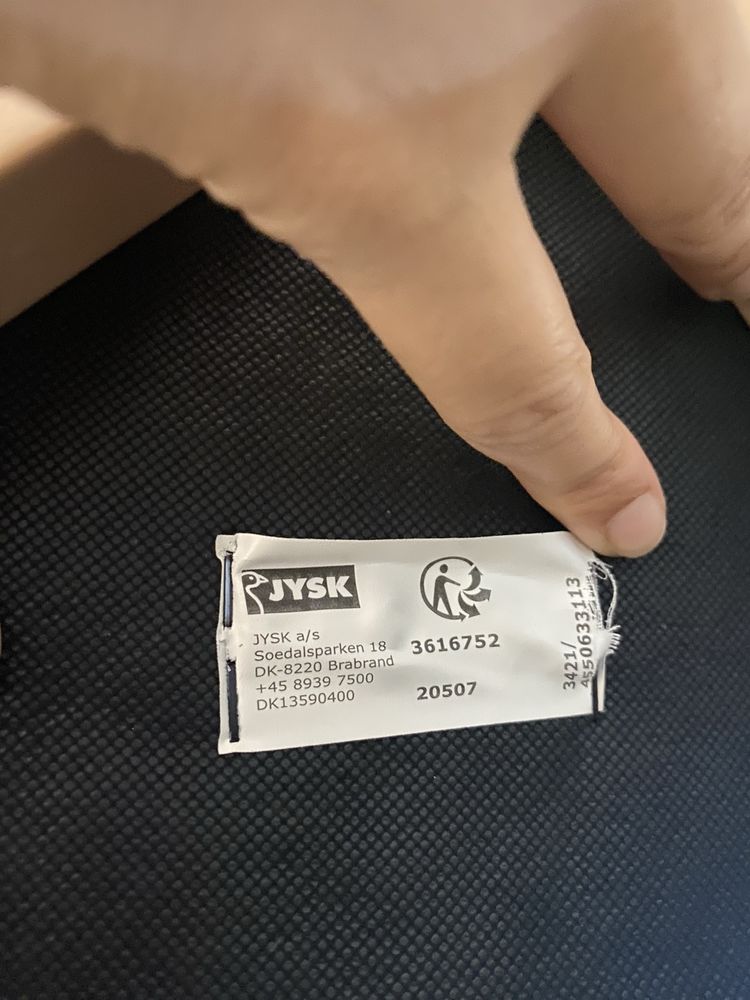 JYSK
JYSK a/s
Soedalsparken 18
DK-8220 Brabrand
+45 8939 7500
DK13590400
3616752
20507
3421/
4550633113